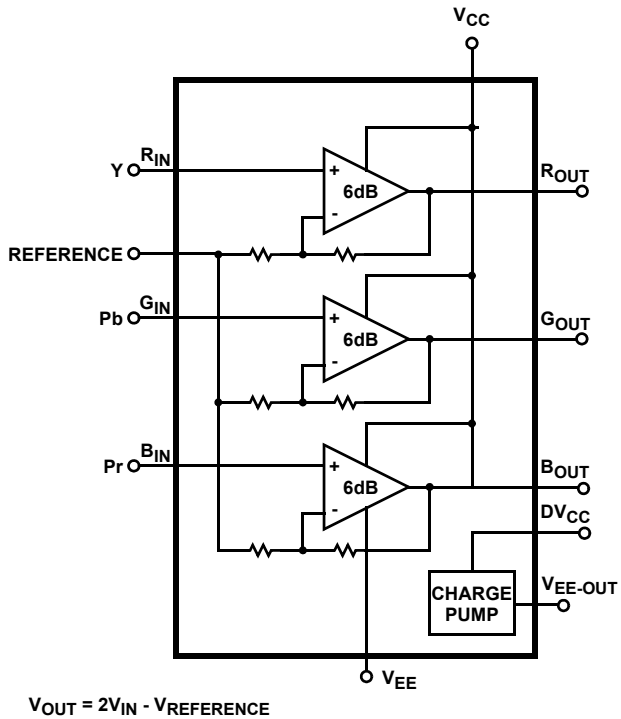 VCC
Y RIN + 6dB - ROUT
REFERENCE
Pb GIN + 6dB - GOUT
Pr BIN + 6dB - BOUT
DVCC
CHARGE
PUMP
VEE-OUT
VEE
VOUT = 2VIN - VREFERENCE